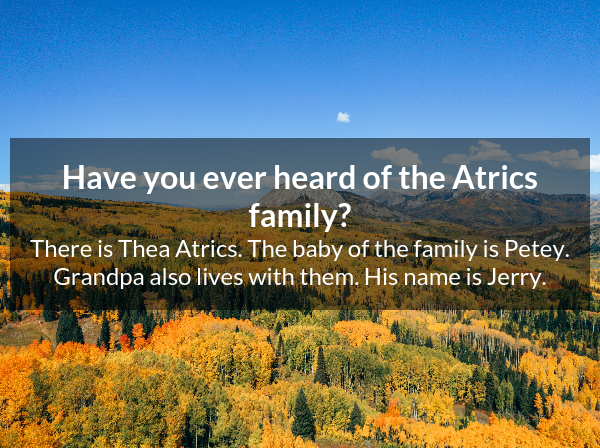 Have you ever heard of the Atrics
family?
There is Thea Atrics. The baby of the family is Petey.
Grandpa also lives with them. His name is Jerry.